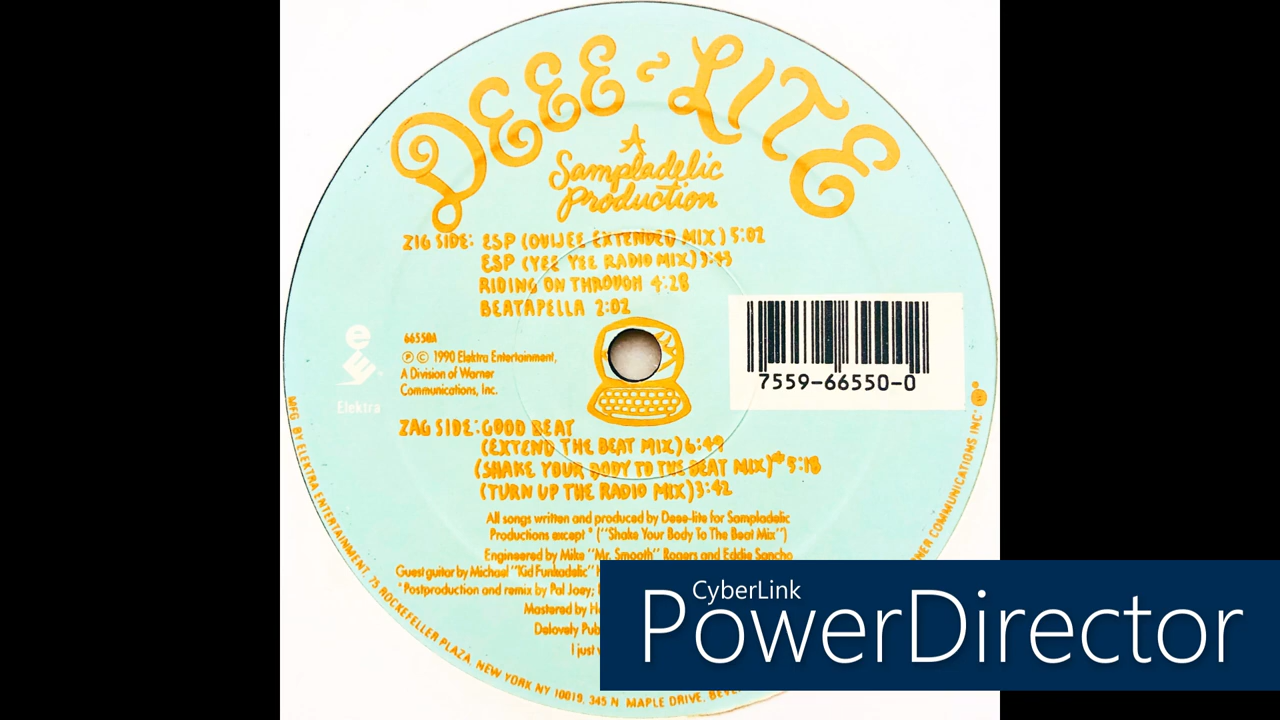 DEEE-LITE
A
Sampladelic
Production
ZIG SIDE: ESP (OUIJEE EXTENDED MIX) 5:02
ESP (YEE YEE RADIO MIX) 3:43
RIDING ON THROUGH 4:28
BEATAPELLA 2:02
66550A
Ⓟ © 1990 Elektra Entertainment,
A Division of Warner
Communications, Inc.
Elektra
7559-66550-0
ZAG SIDE: GOOD BEAT
(EXTEND THE BEAT MIX) 6:49
(SHAKE YOUR BODY TO THE BEAT MIX)* 5:18
(TURN UP THE RADIO MIX) 3:42
All songs written and produced by Deee-lite for Sampladelic
Productions except * ("Shake Your Body To The Beat Mix")
Engineered by Mike "Mr. Smooth" Rogers and Eddie Sancho
Guest guitar by Michael "Kid Funkadelic"
*Postproduction and remix by Pal Joey;
Mastered by
Delovely
I just
MFG. BY ELEKTRA ENTERTAINMENT, 75 ROCKEFELLER PLAZA, NEW YORK NY 10019, 345 N. MAPLE DRIVE,
COMMUNICATIONS INC.
CyberLink
PowerDirector